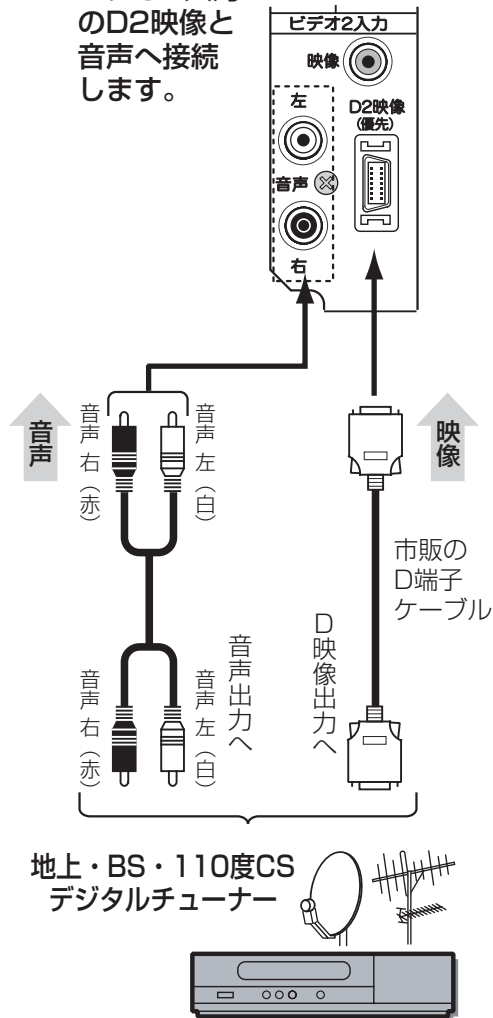 のD2映像と
音声へ接続
します。
ビデオ2入力
映像
左
D2映像
(優先)
音声
右
音声
音声 右 (赤)
音声 左 (白)
映像
市販の
D端子
ケーブル
音声 右 (赤)
音声 左 (白)
音声出力へ
D映像出力へ
地上・BS・110度CS
デジタルチューナー